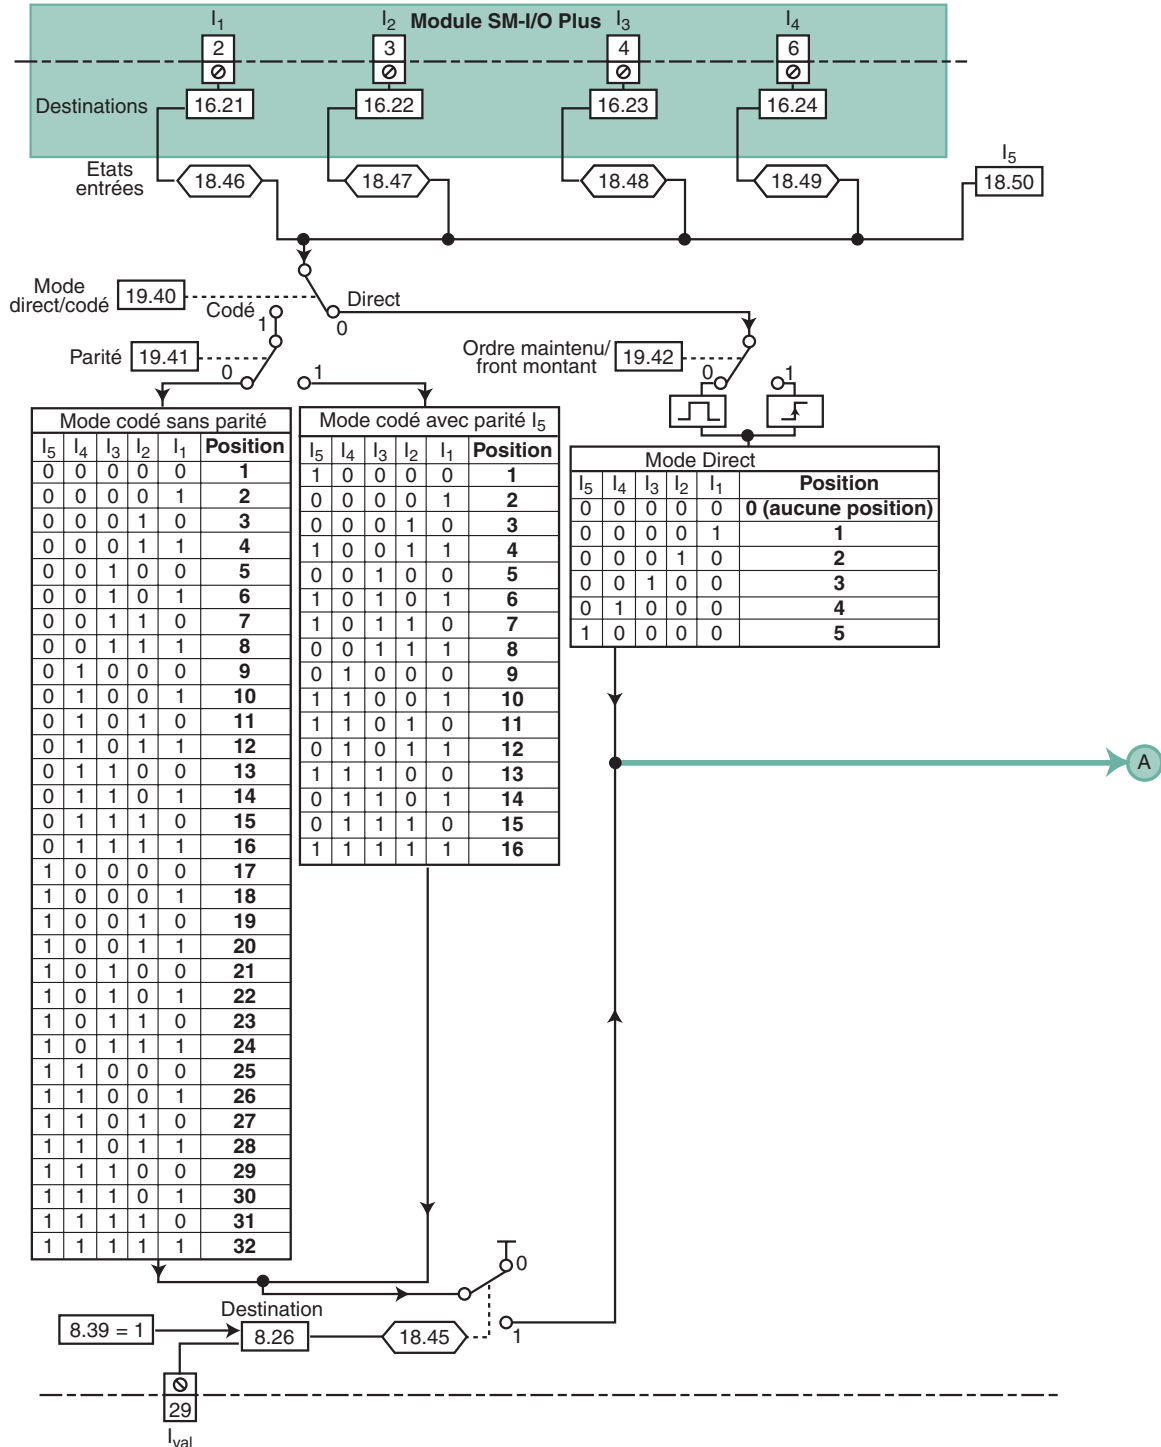 I1 I2 Module SM-I/O Plus I3 I4
2 3 4 6
Destinations 16.21 16.22 16.23 16.24
Etats
entrées 18.46 18.47 18.48 18.49
I5
18.50
Mode
direct/codé 19.40
Codé 1
Direct
0
Parité 19.41
0 1
Ordre maintenu/
front montant 19.42
0 1
Mode codé sans parité
I5 I4 I3 I2 I1 Position
0 0 0 0 0 1
0 0 0 0 1 2
0 0 0 1 0 3
0 0 0 1 1 4
0 0 1 0 0 5
0 0 1 0 1 6
0 0 1 1 0 7
0 0 1 1 1 8
0 1 0 0 0 9
0 1 0 0 1 10
0 1 0 1 0 11
0 1 0 1 1 12
0 1 1 0 0 13
0 1 1 0 1 14
0 1 1 1 0 15
0 1 1 1 1 16
1 0 0 0 0 17
1 0 0 0 1 18
1 0 0 1 0 19
1 0 0 1 1 20
1 0 1 0 0 21
1 0 1 0 1 22
1 0 1 1 0 23
1 0 1 1 1 24
1 1 0 0 0 25
1 1 0 0 1 26
1 1 0 1 0 27
1 1 0 1 1 28
1 1 1 0 0 29
1 1 1 0 1 30
1 1 1 1 0 31
1 1 1 1 1 32
Mode codé avec parité I5
I5 I4 I3 I2 I1 Position
1 0 0 0 0 1
0 0 0 0 1 2
0 0 0 1 0 3
1 0 0 1 1 4
0 0 1 0 0 5
1 0 1 0 1 6
1 0 1 1 0 7
0 0 1 1 1 8
0 1 0 0 0 9
1 1 0 0 1 10
1 1 0 1 0 11
0 1 0 1 1 12
1 1 1 0 0 13
0 1 1 0 1 14
0 1 1 1 0 15
1 1 1 1 1 16
Mode Direct
I5 I4 I3 I2 I1 Position
0 0 0 0 0 0 (aucune position)
0 0 0 0 1 1
0 0 0 1 0 2
0 0 1 0 0 3
0 1 0 0 0 4
1 0 0 0 0 5
A
0
1
Destination
8.39 = 1 8.26 18.45
29
Ival